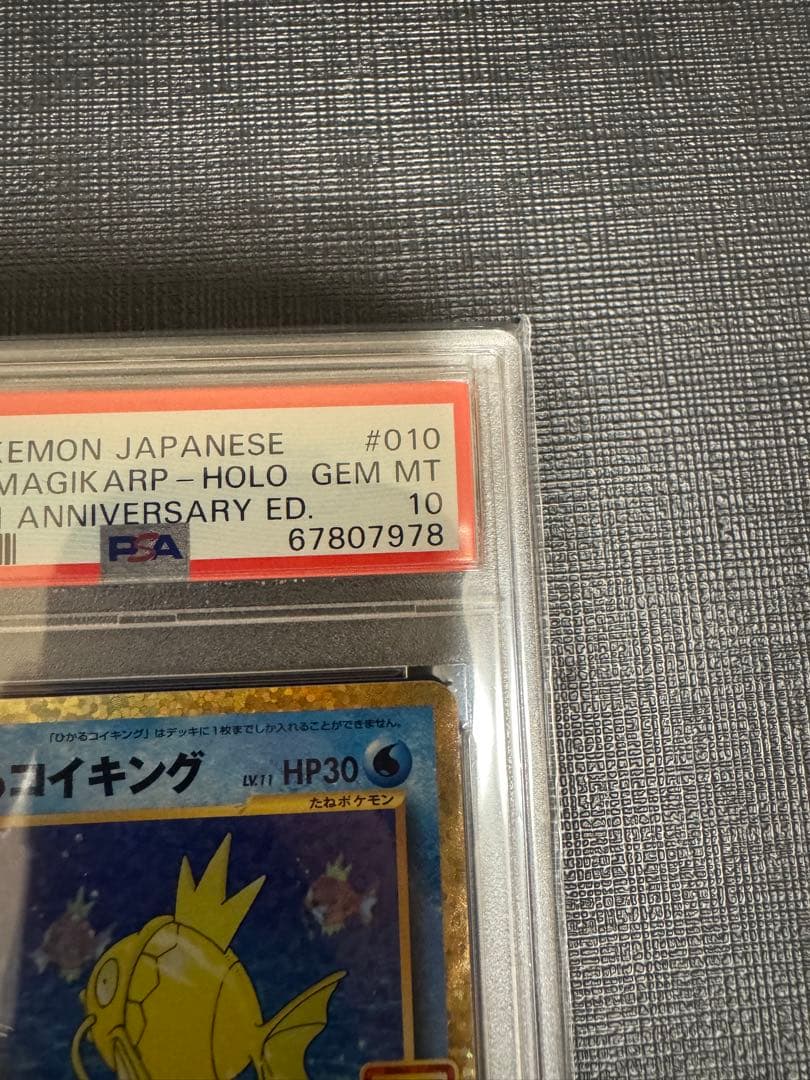 KEMON JAPANESE #010
MAGIKARP-HOLO GEM MT
ANNIVERSARY ED. 10
PSA 67807978
「ひかるコイキング」はデッキに1枚までしか入れることができません。
るコイキング LV.11 HP30
たねポケモン